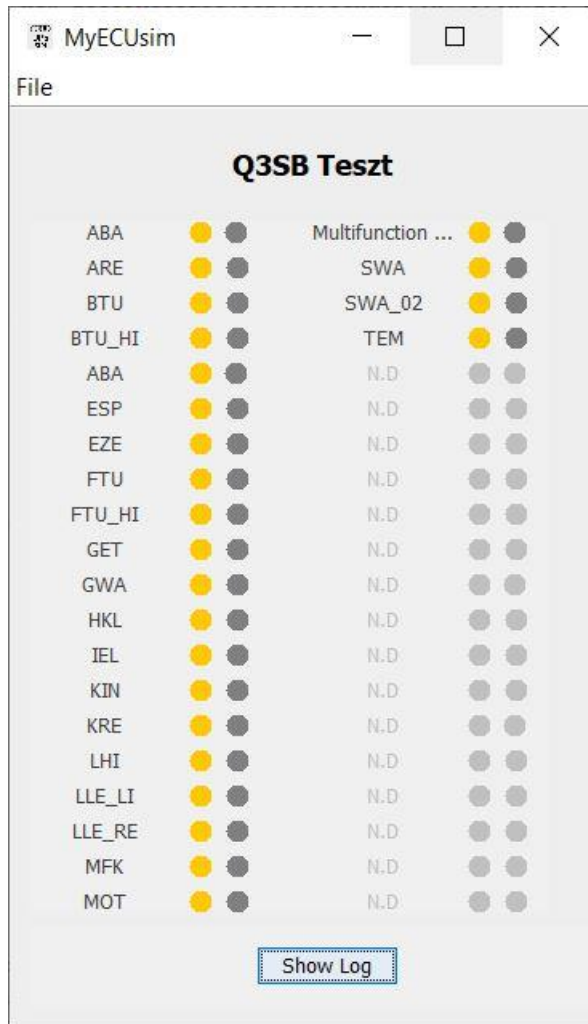 MyECUsim
File
Q3SB Teszt
ABA Multifunction ...
ARE SWA
BTU SWA_02
BTU_HI TEM
ABA N.D
ESP N.D
EZE N.D
FTU N.D
FTU_HI N.D
GET N.D
GWA N.D
HKL N.D
IEL N.D
KIN N.D
KRE N.D
LHI N.D
LLE_LI N.D
LLE_RE N.D
MFK N.D
MOT N.D
Show Log